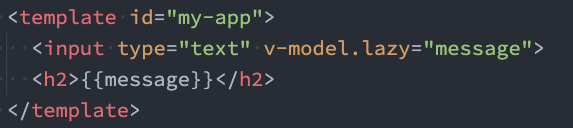 <template id="my-app">
  <input type="text" v-model.lazy="message">
  <h2>{{message}}</h2>
</template>